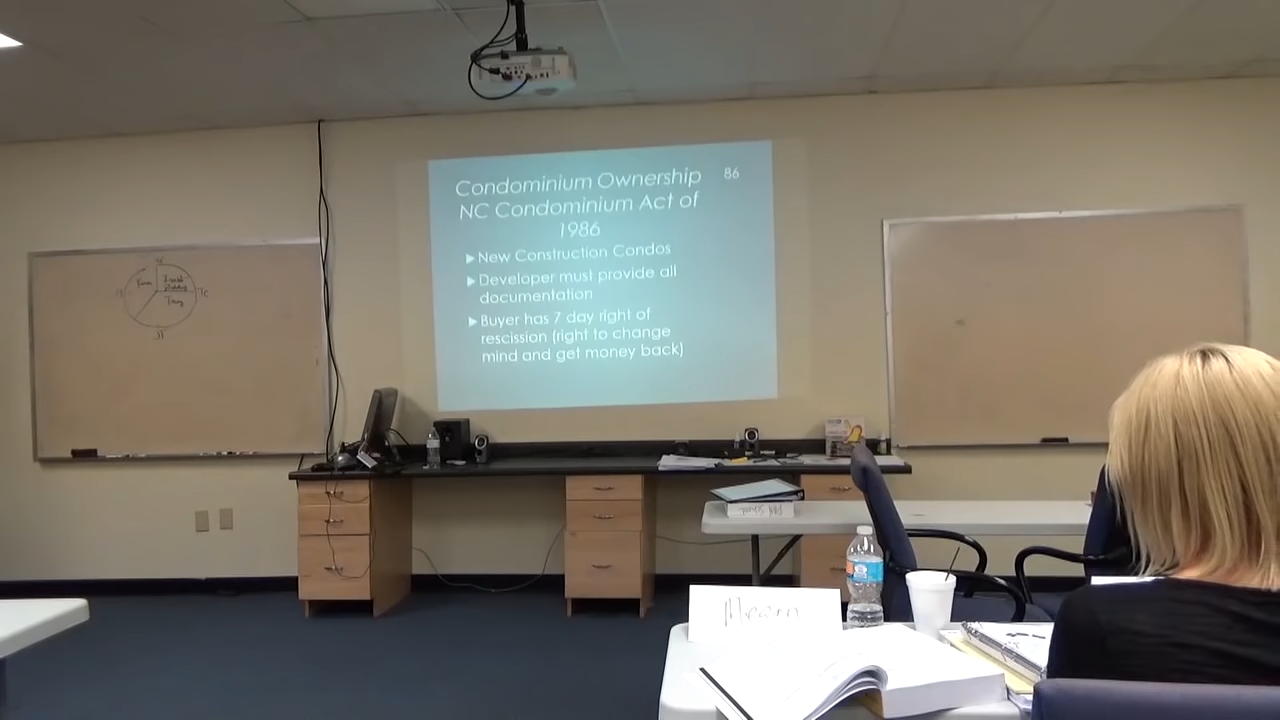 Condominium Ownership
NC Condominium Act of
1986
86
▶New Construction Condos
▶Developer must provide all
documentation
▶Buyer has 7 day right of
rescission (right to change
mind and get money back)